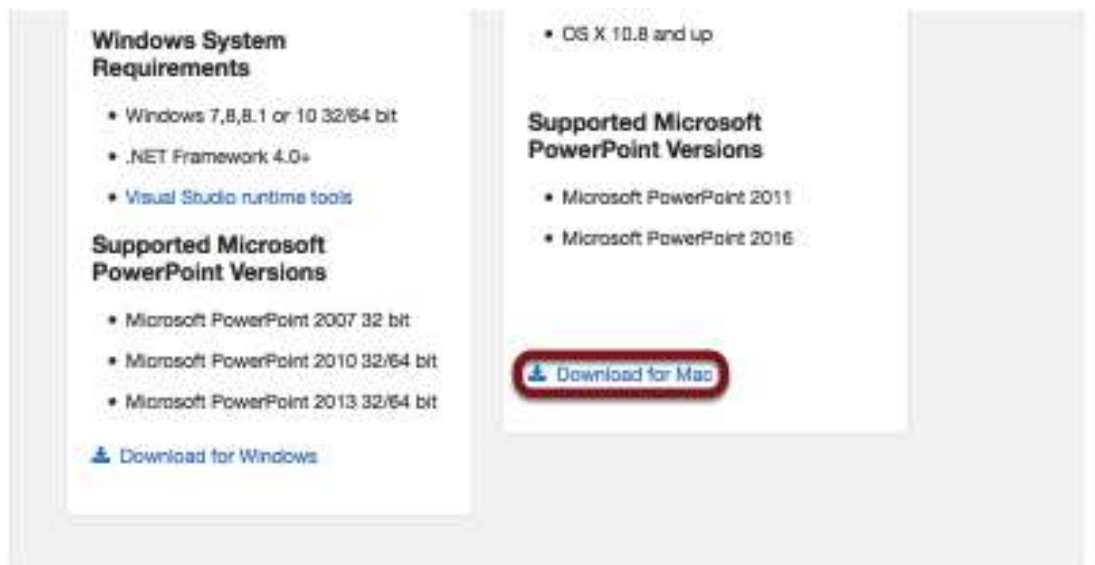 Windows System
Requirements
• Windows 7,8,8.1 or 10 32/64 bit
• .NET Framework 4.0+
• Visual Studio runtime tools
Supported Microsoft
PowerPoint Versions
• Microsoft PowerPoint 2007 32 bit
• Microsoft PowerPoint 2010 32/64 bit
• Microsoft PowerPoint 2013 32/64 bit
Download for Windows
• OS X 10.8 and up
Supported Microsoft
PowerPoint Versions
• Microsoft PowerPoint 2011
• Microsoft PowerPoint 2016
Download for Mac